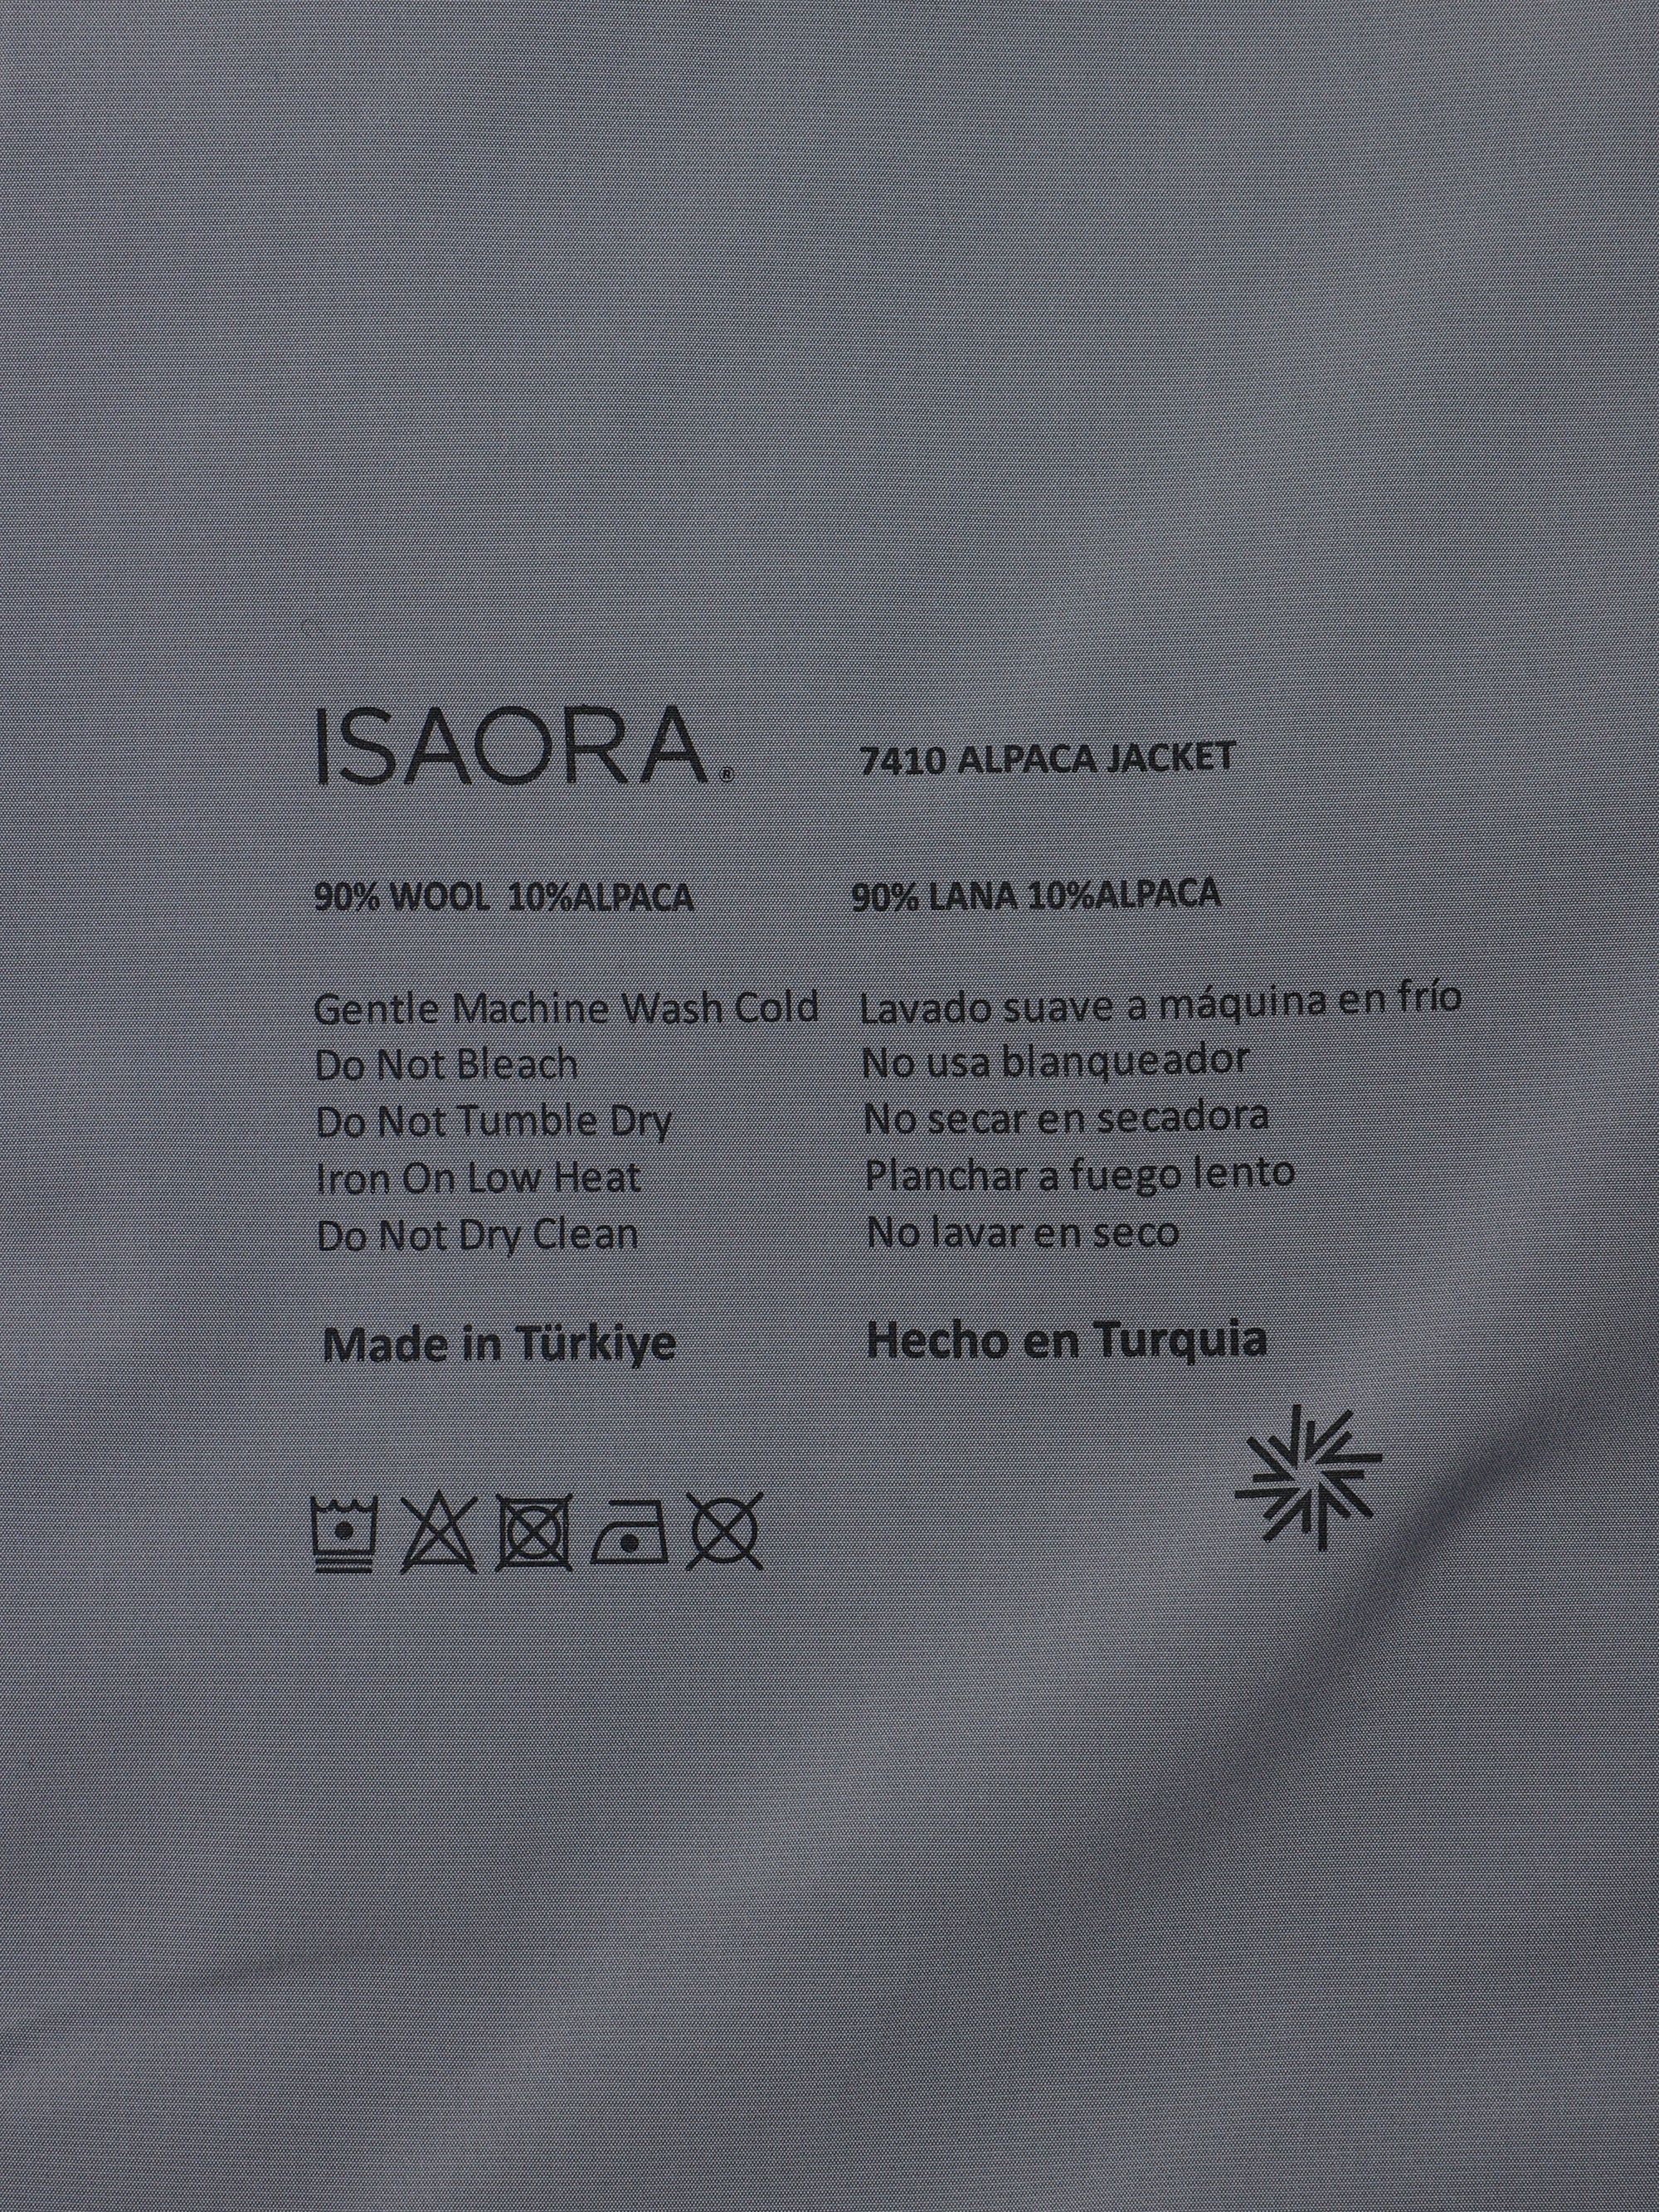 ISAORA®
7410 ALPACA JACKET
90% WOOL 10%ALPACA
90% LANA 10%ALPACA
Gentle Machine Wash Cold
Do Not Bleach
Do Not Tumble Dry
Iron On Low Heat
Do Not Dry Clean
Lavado suave a máquina en frío
No usa blanqueador
No secar en secadora
Planchar a fuego lento
No lavar en seco
Made in Türkiye
Hecho en Turquia